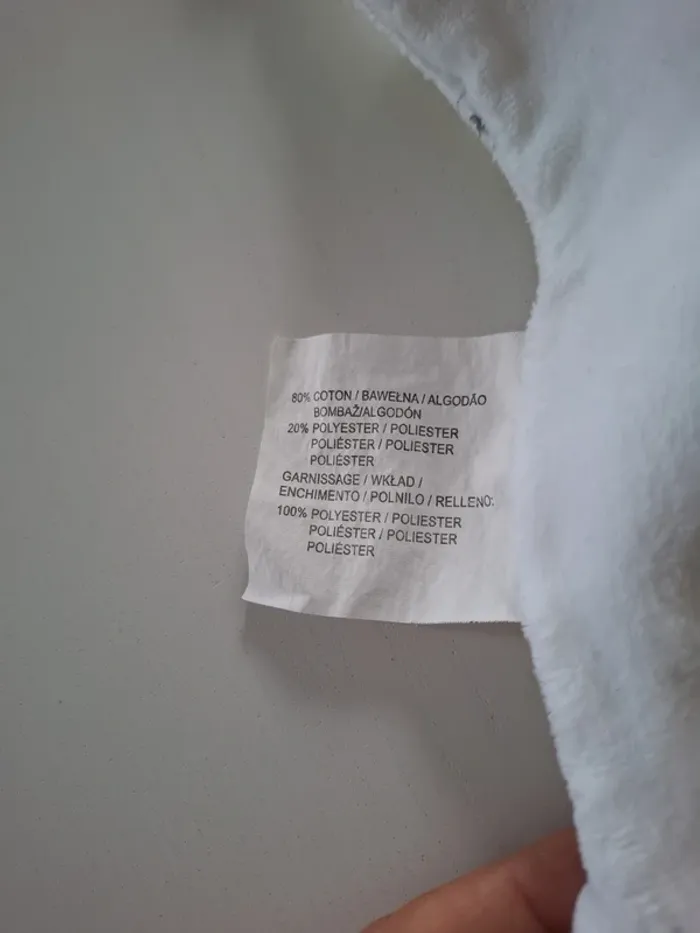 80% COTON / BAWEŁNA / ALGODÃO
BOMBAŽ/ALGODÓN
20% POLYESTER / POLIESTER
POLIÉSTER / POLIESTER
POLIÉSTER
GARNISSAGE / WKŁAD /
ENCHIMENTO / POLNILO / RELLENO:
100% POLYESTER / POLIESTER
POLIÉSTER / POLIESTER
POLIÉSTER